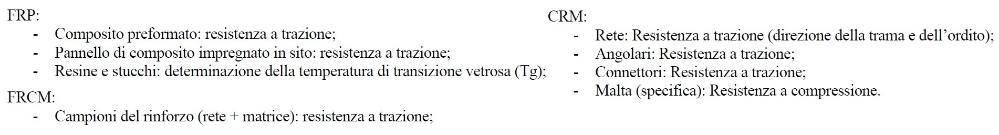 FRP:
- Composito preformato: resistenza a trazione;
- Pannello di composito impregnato in sito: resistenza a trazione;
- Resine e stucchi: determinazione della temperatura di transizione vetrosa (Tg);
FRCM:
- Campioni del rinforzo (rete + matrice): resistenza a trazione;
CRM:
- Rete: Resistenza a trazione (direzione della trama e dell’ordito);
- Angolari: Resistenza a trazione;
- Connettori: Resistenza a trazione;
- Malta (specifica): Resistenza a compressione.